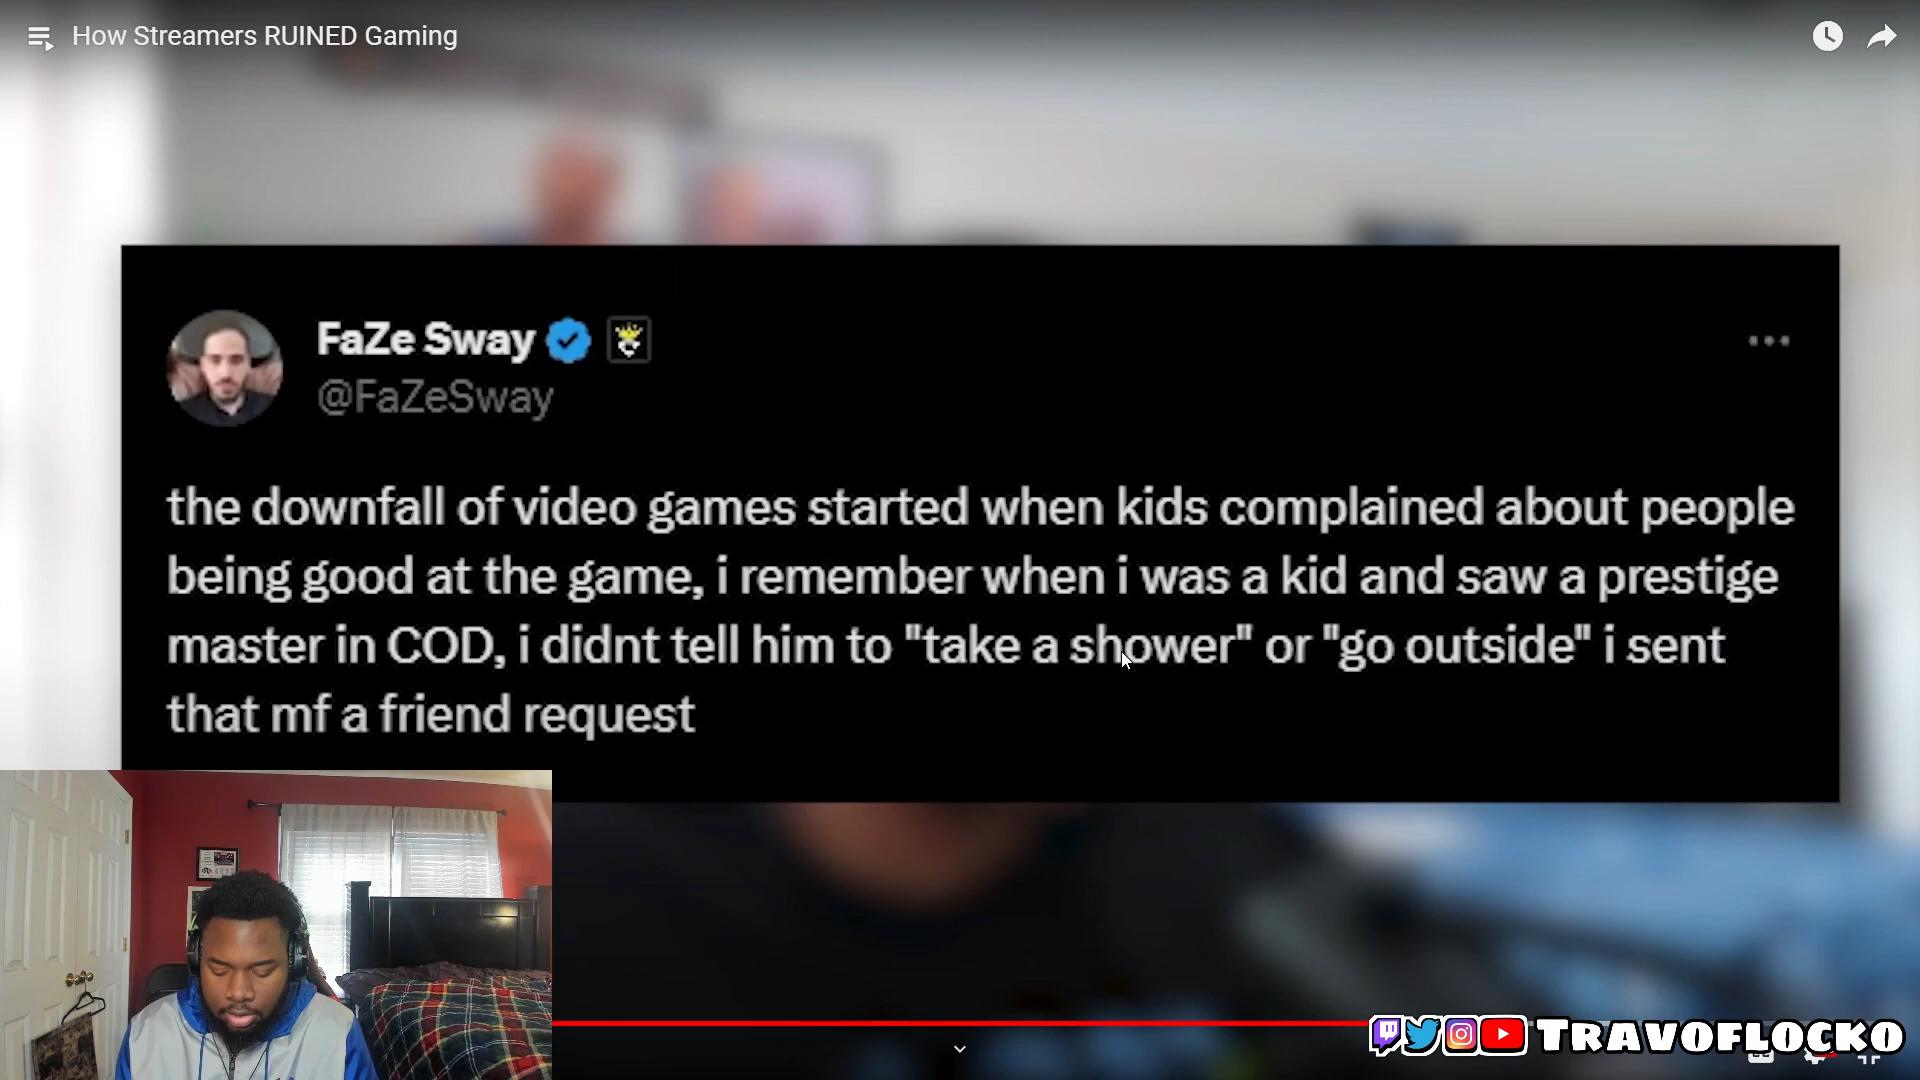 How Streamers RUINED Gaming
FaZe Sway
@FaZeSway
the downfall of video games started when kids complained about people
being good at the game, i remember when i was a kid and saw a prestige
master in COD, i didnt tell him to "take a shower" or "go outside" i sent
that mf a friend request
TRAVOFLOCKO